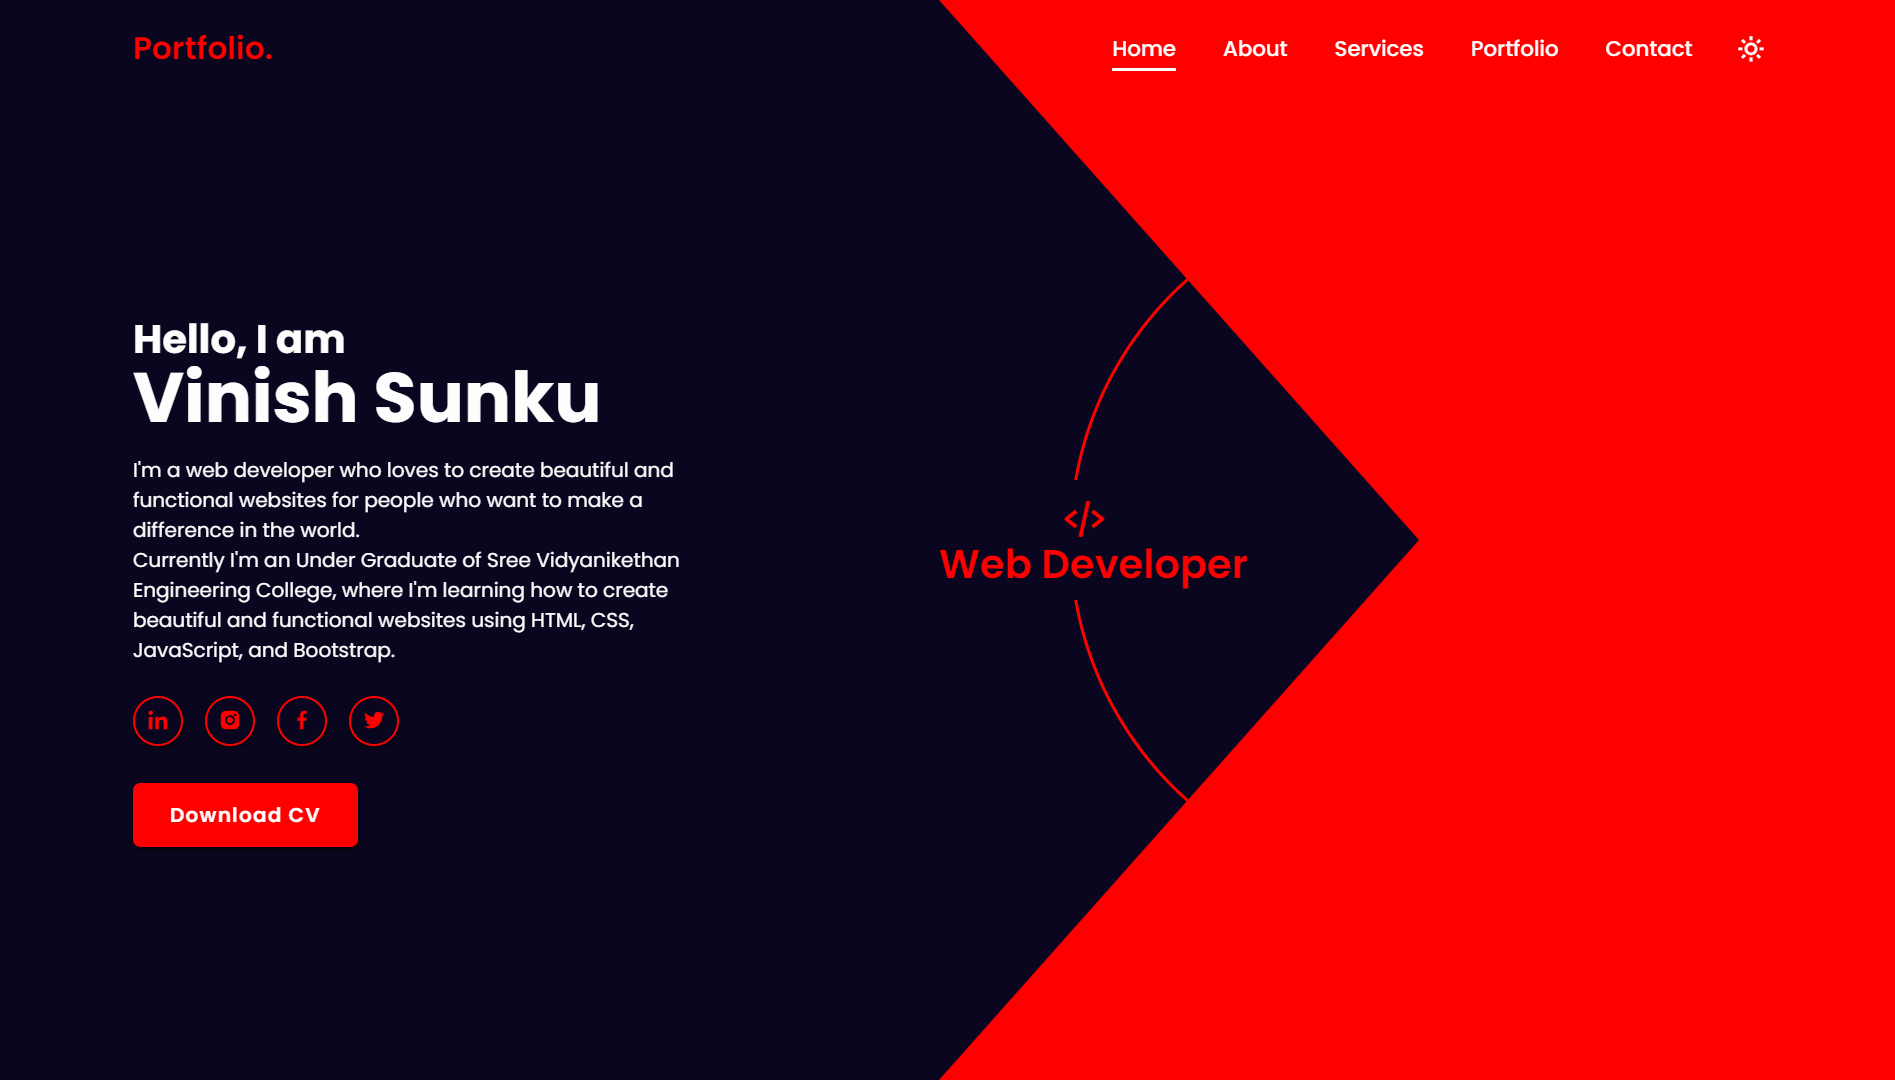 Portfolio.
Home
About
Services
Portfolio
Contact
Hello, I am
Vinish Sunku
I'm a web developer who loves to create beautiful and
functional websites for people who want to make a
difference in the world.
Currently I'm an Under Graduate of Sree Vidyanikethan
Engineering College, where I'm learning how to create
beautiful and functional websites using HTML, CSS,
JavaScript, and Bootstrap.
Download CV
</>
Web Developer